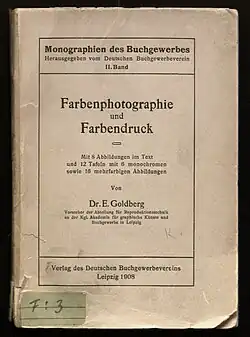 Monographien des Buchgewerbes
Herausgegeben vom Deutschen Buchgewerbeverein
II. Band
Farbenphotographie
und
Farbendruck
Mit 8 Abbildungen im Text
und 12 Tafeln mit 6 monochromen
sowie 18 mehrfarbigen Abbildungen
Von
Dr. E. Goldberg
Vorsteher der Abteilung für Reproduktionstechnik
an der Kgl. Akademie für graphische Künste und
Buchgewerbe in Leipzig
Verlag des Deutschen Buchgewerbevereins
Leipzig 1908
F: 3